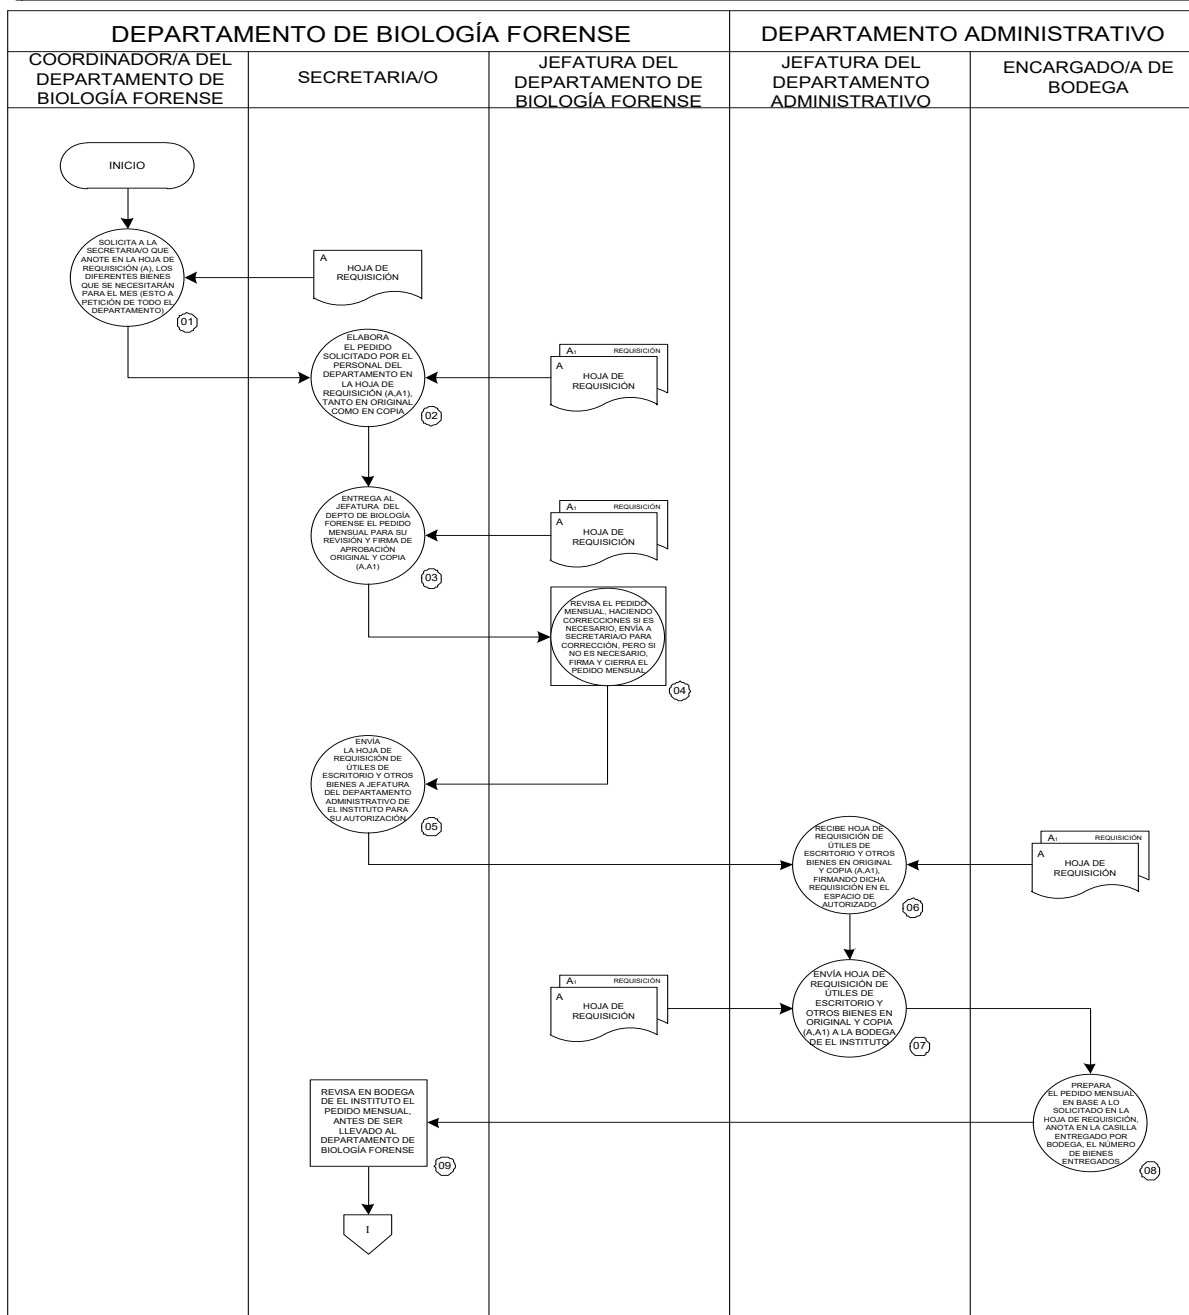 DEPARTAMENTO DE BIOLOGÍA FORENSE
DEPARTAMENTO ADMINISTRATIVO
COORDINADOR/A DEL
DEPARTAMENTO DE
BIOLOGÍA FORENSE
SECRETARIA/O
JEFATURA DEL
DEPARTAMENTO DE
BIOLOGÍA FORENSE
JEFATURA DEL
DEPARTAMENTO
ADMINISTRATIVO
ENCARGADO/A DE
BODEGA
INICIO
SOLICITA A LA
SECRETARIA/O QUE
ANOTE EN LA HOJA DE
REQUISICIÓN (A), LOS
DIFERENTES BIENES
QUE SE NECESITARÁN
PARA EL MES (ESTO A
PETICIÓN DE TODO EL
DEPARTAMENTO)
01
A
HOJA DE
REQUISICIÓN
ELABORA
EL PEDIDO
SOLICITADO POR EL
PERSONAL DEL
DEPARTAMENTO EN
LA HOJA DE
REQUISICIÓN (A,A1),
TANTO EN ORIGINAL
COMO EN COPIA
02
A1 REQUISICIÓN
A
HOJA DE
REQUISICIÓN
ENTREGA AL
JEFATURA DEL
DEPTO DE BIOLOGÍA
FORENSE EL PEDIDO
MENSUAL PARA SU
REVISIÓN Y FIRMA DE
APROBACIÓN
ORIGINAL Y COPIA
(A,A1)
03
A1 REQUISICIÓN
A
HOJA DE
REQUISICIÓN
REVISA EL PEDIDO
MENSUAL, HACIENDO
CORRECCIONES SI ES
NECESARIO, ENVÍA A
SECRETARIA/O PARA
CORRECCIÓN, PERO SI
NO ES NECESARIO,
FIRMA Y CIERRA EL
PEDIDO MENSUAL
04
ENVÍA
LA HOJA DE
REQUISICIÓN DE
ÚTILES DE
ESCRITORIO Y OTROS
BIENES A JEFATURA
DEL DEPARTAMENTO
ADMINISTRATIVO DE
EL INSTITUTO PARA
SU AUTORIZACIÓN
05
RECIBE HOJA DE
REQUISICIÓN DE
ÚTILES DE
ESCRITORIO Y OTROS
BIENES EN ORIGINAL
Y COPIA (A,A1),
FIRMANDO DICHA
REQUISICIÓN EN EL
ESPACIO DE
AUTORIZADO
06
A1 REQUISICIÓN
A
HOJA DE
REQUISICIÓN
A1 REQUISICIÓN
A
HOJA DE
REQUISICIÓN
ENVÍA HOJA DE
REQUISICIÓN DE
ÚTILES DE
ESCRITORIO Y
OTROS BIENES EN
ORIGINAL Y COPIA
(A,A1) A LA BODEGA
DE EL INSTITUTO
07
PREPARA
EL PEDIDO MENSUAL
EN BASE A LO
SOLICITADO EN LA
HOJA DE REQUISICIÓN,
ANOTA EN LA CASILLA
ENTREGADO POR
BODEGA, EL NÚMERO
DE BIENES
ENTREGADOS
08
REVISA EN BODEGA
DE EL INSTITUTO EL
PEDIDO MENSUAL,
ANTES DE SER
LLEVADO AL
DEPARTAMENTO DE
BIOLOGÍA FORENSE
09
I